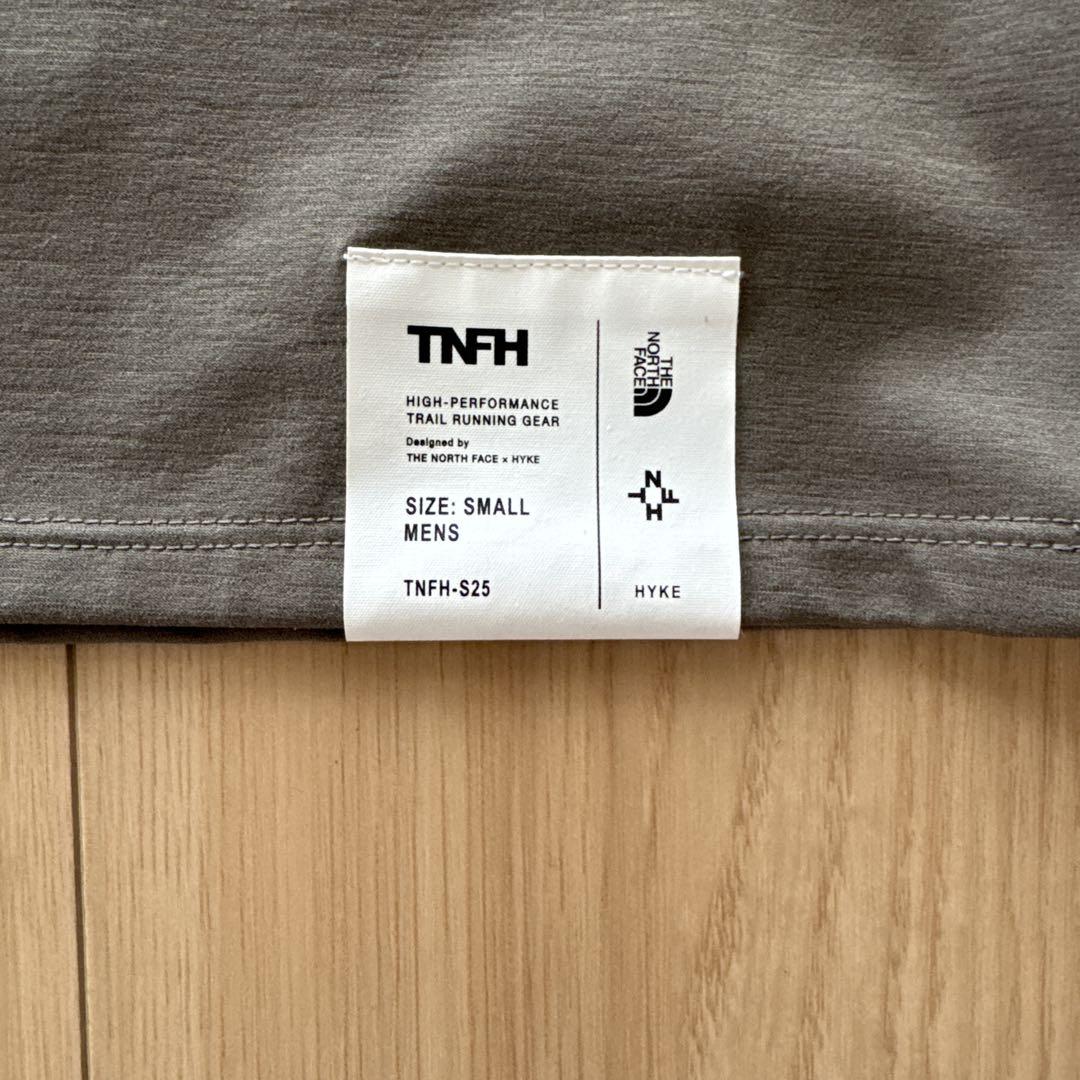 TNFH
HIGH-PERFORMANCE
TRAIL RUNNING GEAR
Designed by
THE NORTH FACE × HYKE
SIZE: SMALL
MENS
TNFH-S25
THE
NORTH
FACE
N
T F
H
HYKE